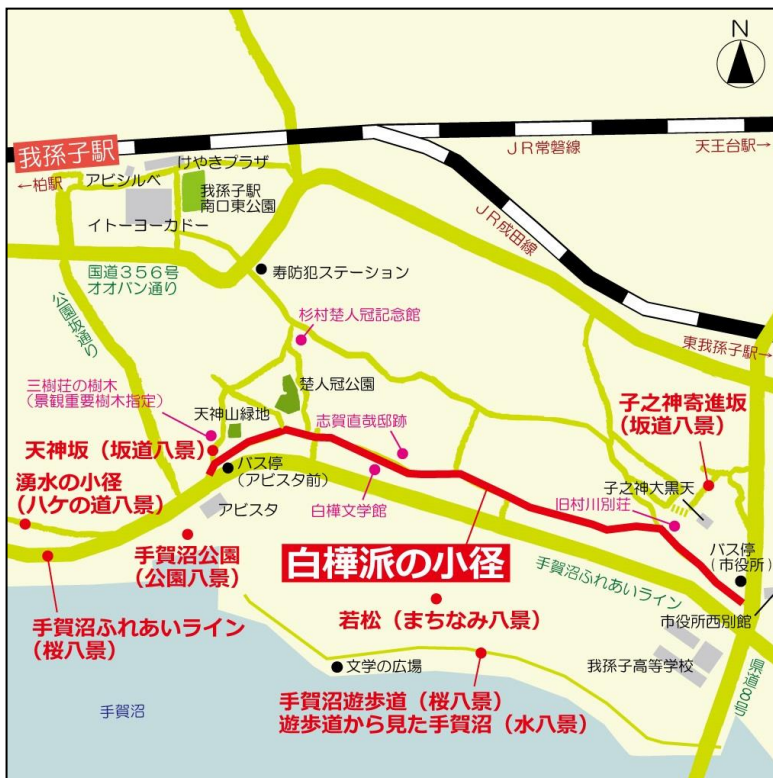 N
我孫子駅
けやきプラザ
JR常磐線
天王台駅→
←柏駅
アビシルベ
我孫子駅
南口東公園
イトーヨーカドー
JR成田線
国道356号
オオバン通り
寿防犯ステーション
公園坂通り
杉村楚人冠記念館
東我孫子駅→
三樹荘の樹木
(景観重要樹木指定)
楚人冠公園
天神山緑地
志賀直哉邸跡
子之神寄進坂
(坂道八景)
天神坂(坂道八景)
バス停
(アビスタ前)
子之神大黒天
湧水の小径
(ハケの道八景)
アビスタ
白樺文学館
旧村川別荘
手賀沼公園
(公園八景)
白樺派の小径
手賀沼ふれあいライン
バス停
(市役所)
手賀沼ふれあいライン
(桜八景)
若松(まちなみ八景)
市役所西別館
文学の広場
我孫子高等学校
県道8号
手賀沼遊歩道(桜八景)
遊歩道から見た手賀沼(水八景)
手賀沼